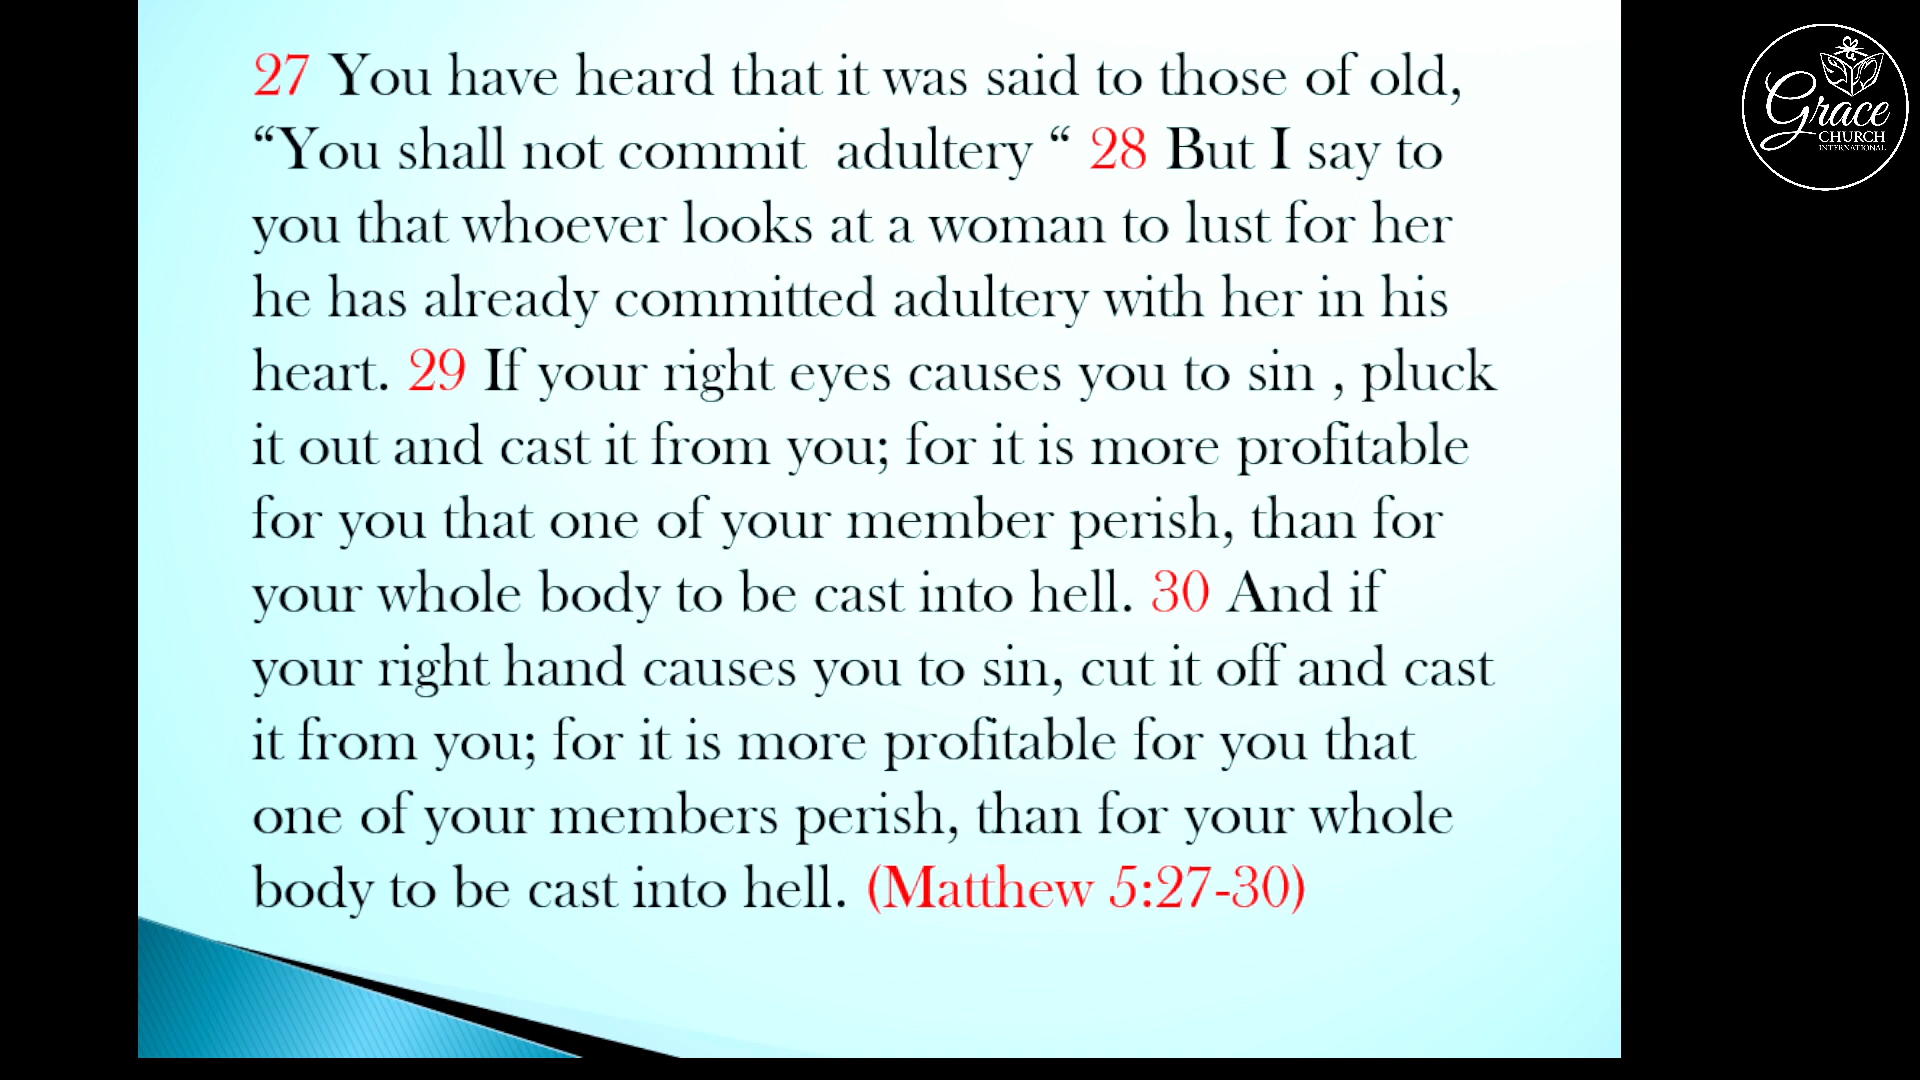 27 You have heard that it was said to those of old,
“You shall not commit  adultery “ 28 But I say to
you that whoever looks at a woman to lust for her
he has already committed adultery with her in his
heart. 29 If your right eyes causes you to sin , pluck
it out and cast it from you; for it is more profitable
for you that one of your member perish, than for
your whole body to be cast into hell. 30 And if
your right hand causes you to sin, cut it off and cast
it from you; for it is more profitable for you that
one of your members perish, than for your whole
body to be cast into hell. (Matthew 5:27-30)
Grace
CHURCH
INTERNATIONAL